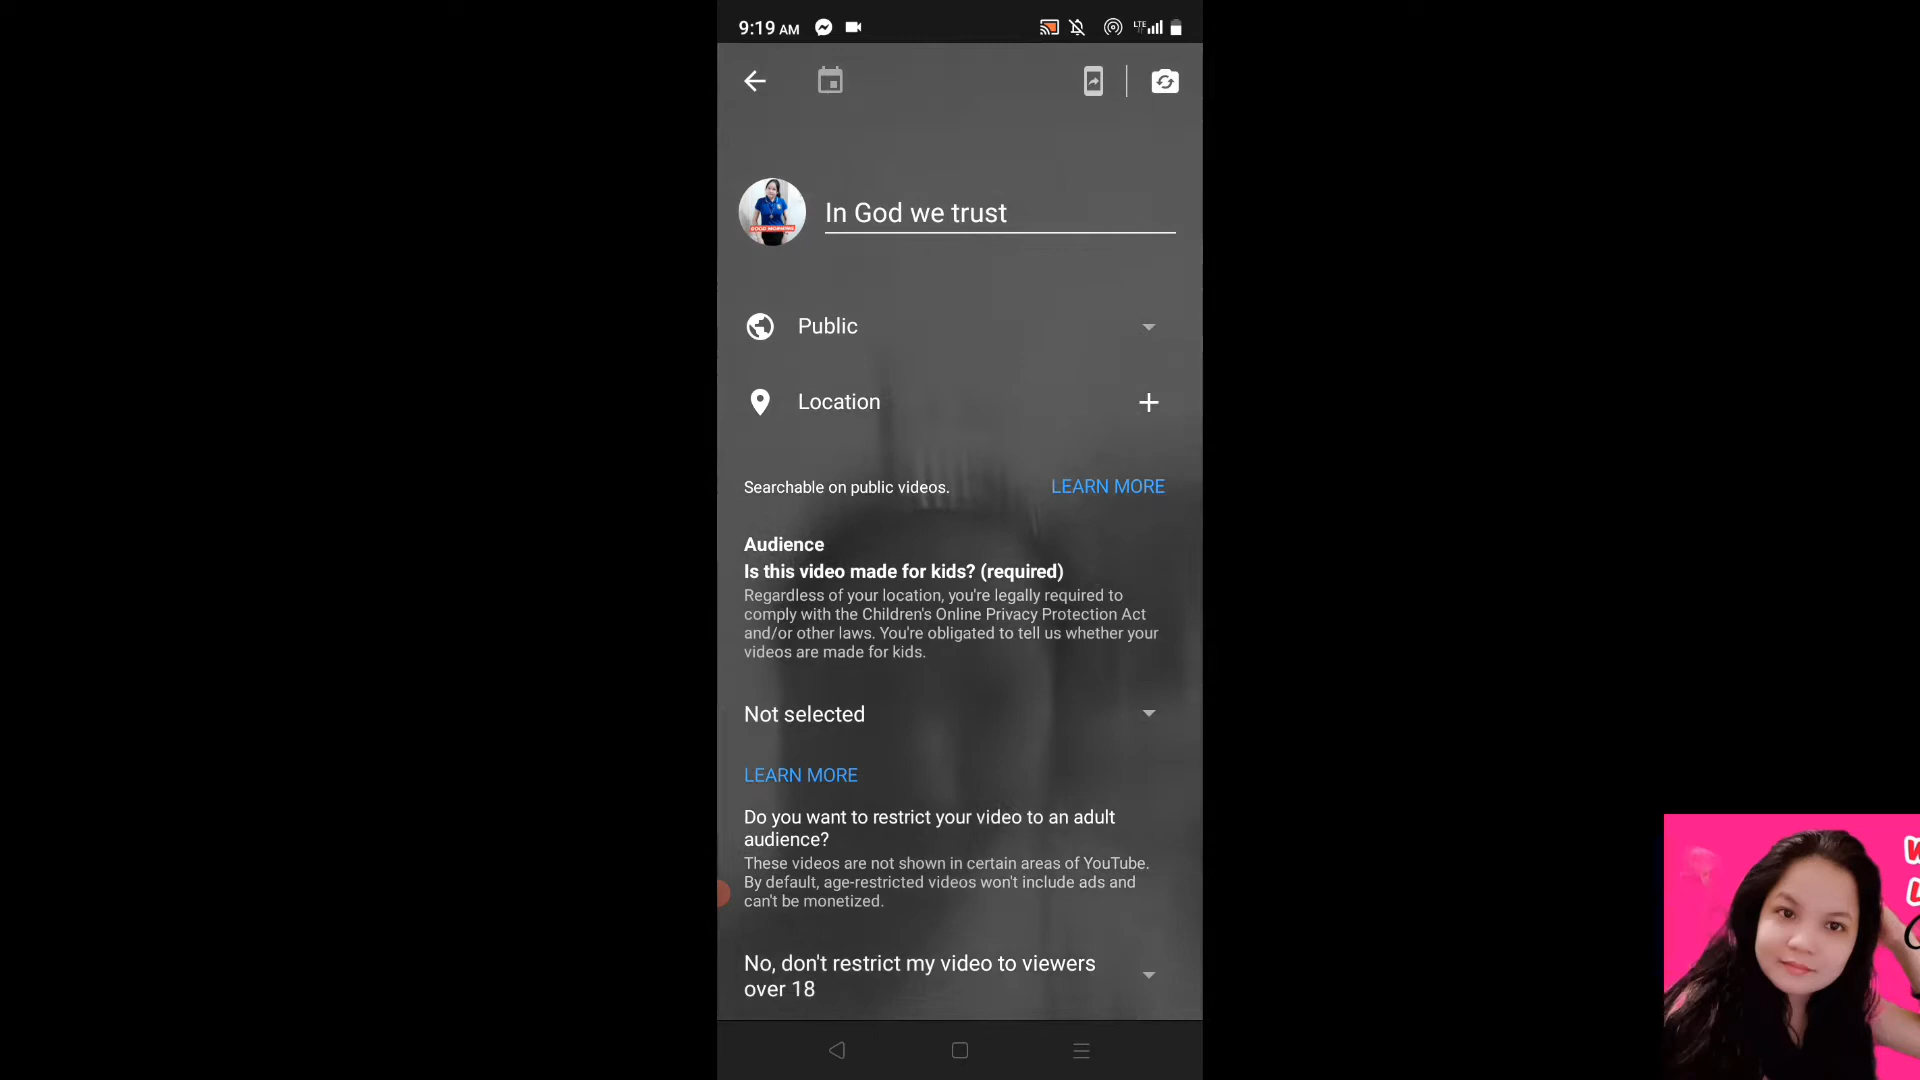 9:19 AM
LTE
GOOD MORNING
In God we trust
Public
Location
Searchable on public videos.
LEARN MORE
Audience
Is this video made for kids? (required)
Regardless of your location, you're legally required to
comply with the Children's Online Privacy Protection Act
and/or other laws. You're obligated to tell us whether your
videos are made for kids.
Not selected
LEARN MORE
Do you want to restrict your video to an adult
audience?
These videos are not shown in certain areas of YouTube.
By default, age-restricted videos won't include ads and
can't be monetized.
No, don't restrict my video to viewers
over 18